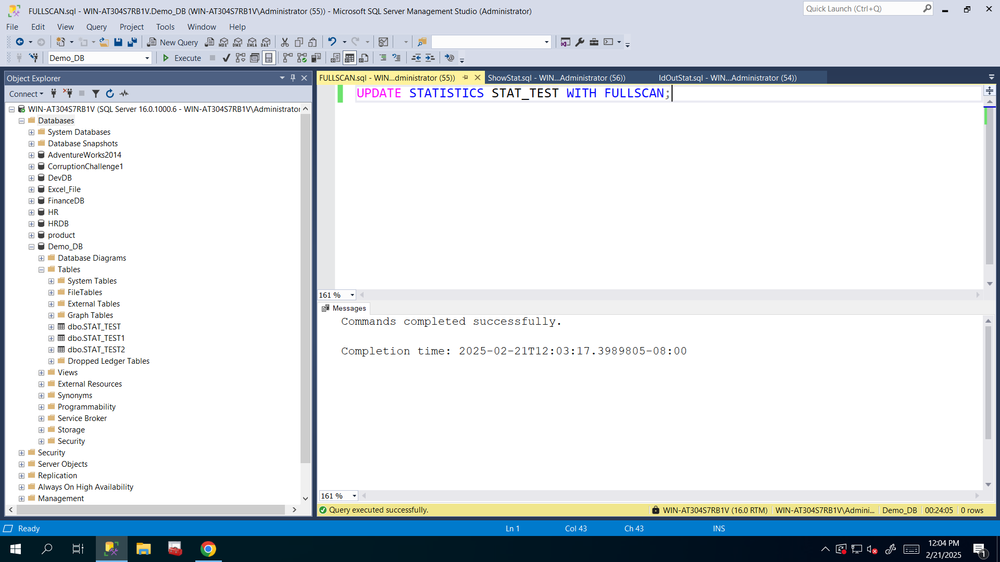 FULLSCAN.sql - WIN-AT304S7RB1V.Demo_DB (WIN-AT304S7RB1V\Administrator (55)) - Microsoft SQL Server Management Studio (Administrator)
Quick Launch (Ctrl+Q)
File Edit View Query Project Tools Window Help
New Query MDX DMX XMLA DAX
Demo_DB Execute
Object Explorer
Connect
WIN-AT304S7RB1V (SQL Server 16.0.1000.6 - WIN-AT304S7RB1V\Administrator
Databases
System Databases
Database Snapshots
AdventureWorks2014
CorruptionChallenge1
DevDB
Excel_File
FinanceDB
HR
HRDB
product
Demo_DB
Database Diagrams
Tables
System Tables
FileTables
External Tables
Graph Tables
dbo.STAT_TEST
dbo.STAT_TEST1
dbo.STAT_TEST2
Dropped Ledger Tables
Views
External Resources
Synonyms
Programmability
Service Broker
Storage
Security
Security
Server Objects
Replication
Always On High Availability
Management
FULLSCAN.sql - WIN...dministrator (55)) ShowStat.sql - WIN...Administrator (56)) IdOutStat.sql - WIN...Administrator (54))
UPDATE STATISTICS STAT_TEST WITH FULLSCAN;
161 %
Messages
Commands completed successfully.
Completion time: 2025-02-21T12:03:17.3989805-08:00
161 %
Query executed successfully. WIN-AT304S7RB1V (16.0 RTM) WIN-AT304S7RB1V\Admini... Demo_DB 00:24:05 0 rows
Ready Ln 1 Col 43 Ch 43 INS
12:04 PM
2/21/2025
1